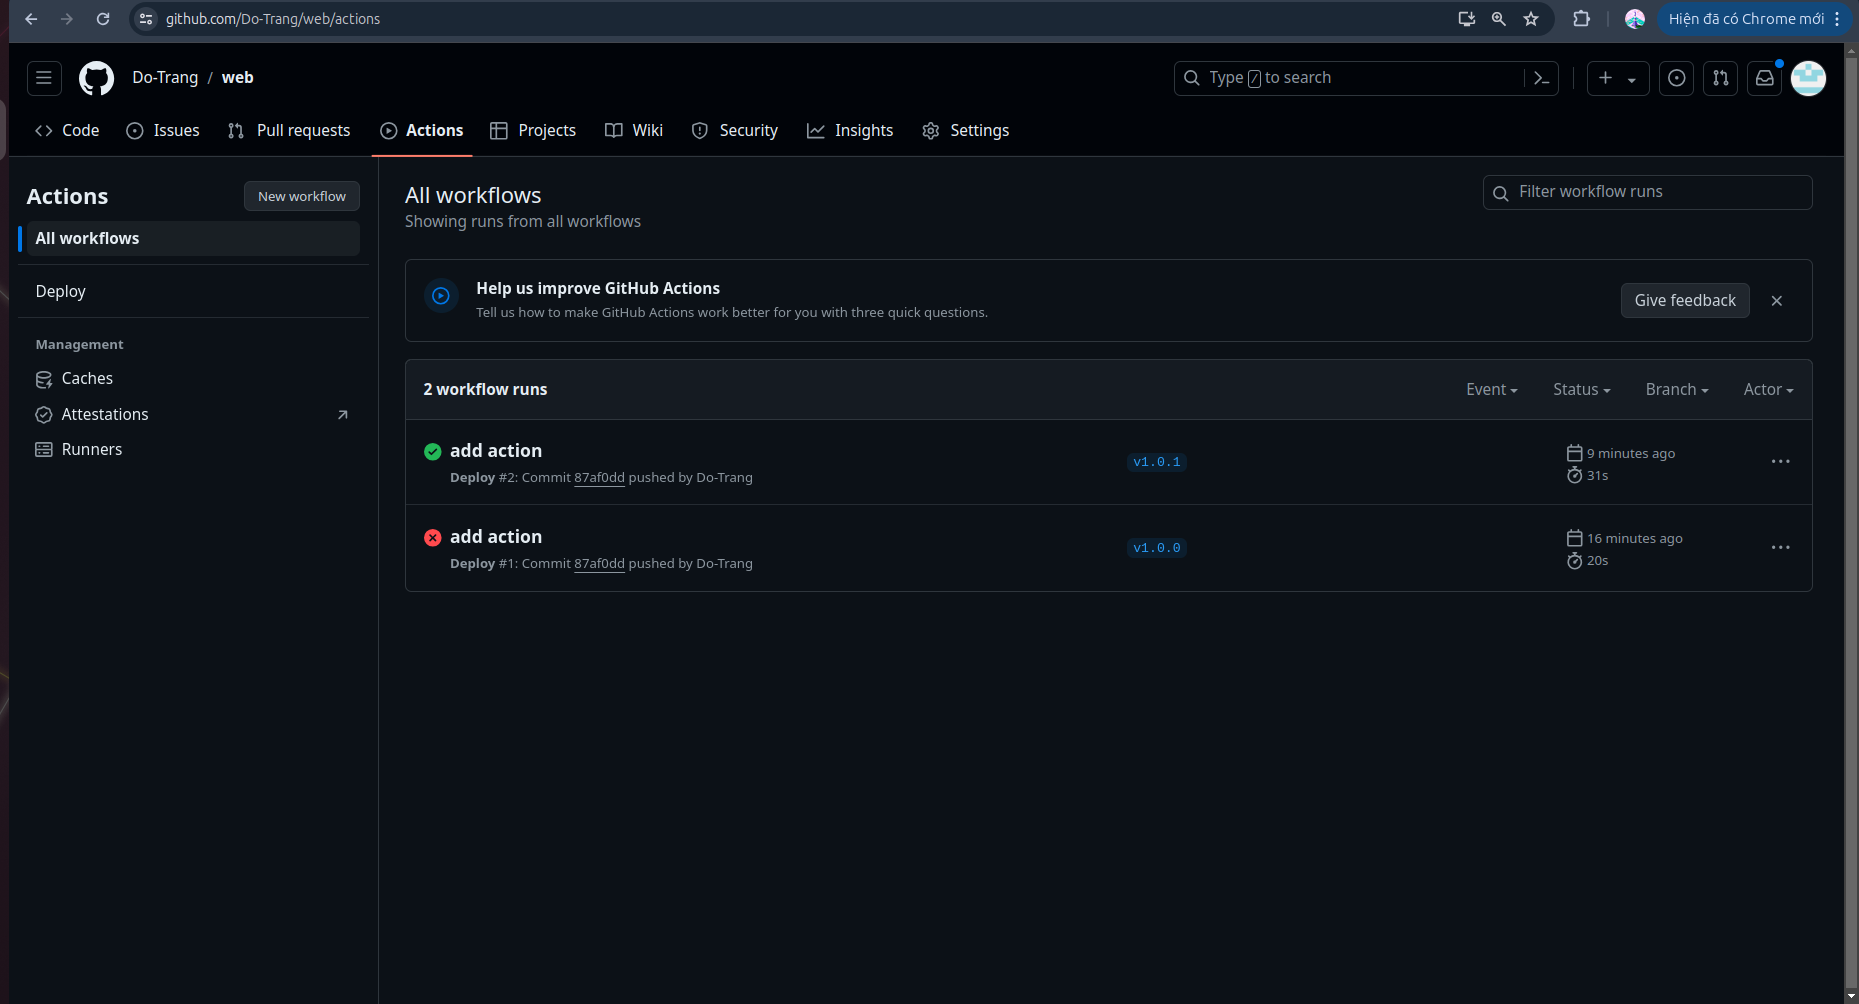 github.com/Do-Trang/web/actions
Hiện đã có Chrome mới
Do-Trang / web
Type / to search
Code Issues Pull requests Actions Projects Wiki Security Insights Settings
Actions
New workflow
All workflows
Deploy
Management
Caches
Attestations
Runners
All workflows
Showing runs from all workflows
Filter workflow runs
Help us improve GitHub Actions
Tell us how to make GitHub Actions work better for you with three quick questions.
Give feedback
2 workflow runs
Event Status Branch Actor
add action
Deploy #2: Commit 87af0dd pushed by Do-Trang
v1.0.1
9 minutes ago
31s
add action
Deploy #1: Commit 87af0dd pushed by Do-Trang
v1.0.0
16 minutes ago
20s